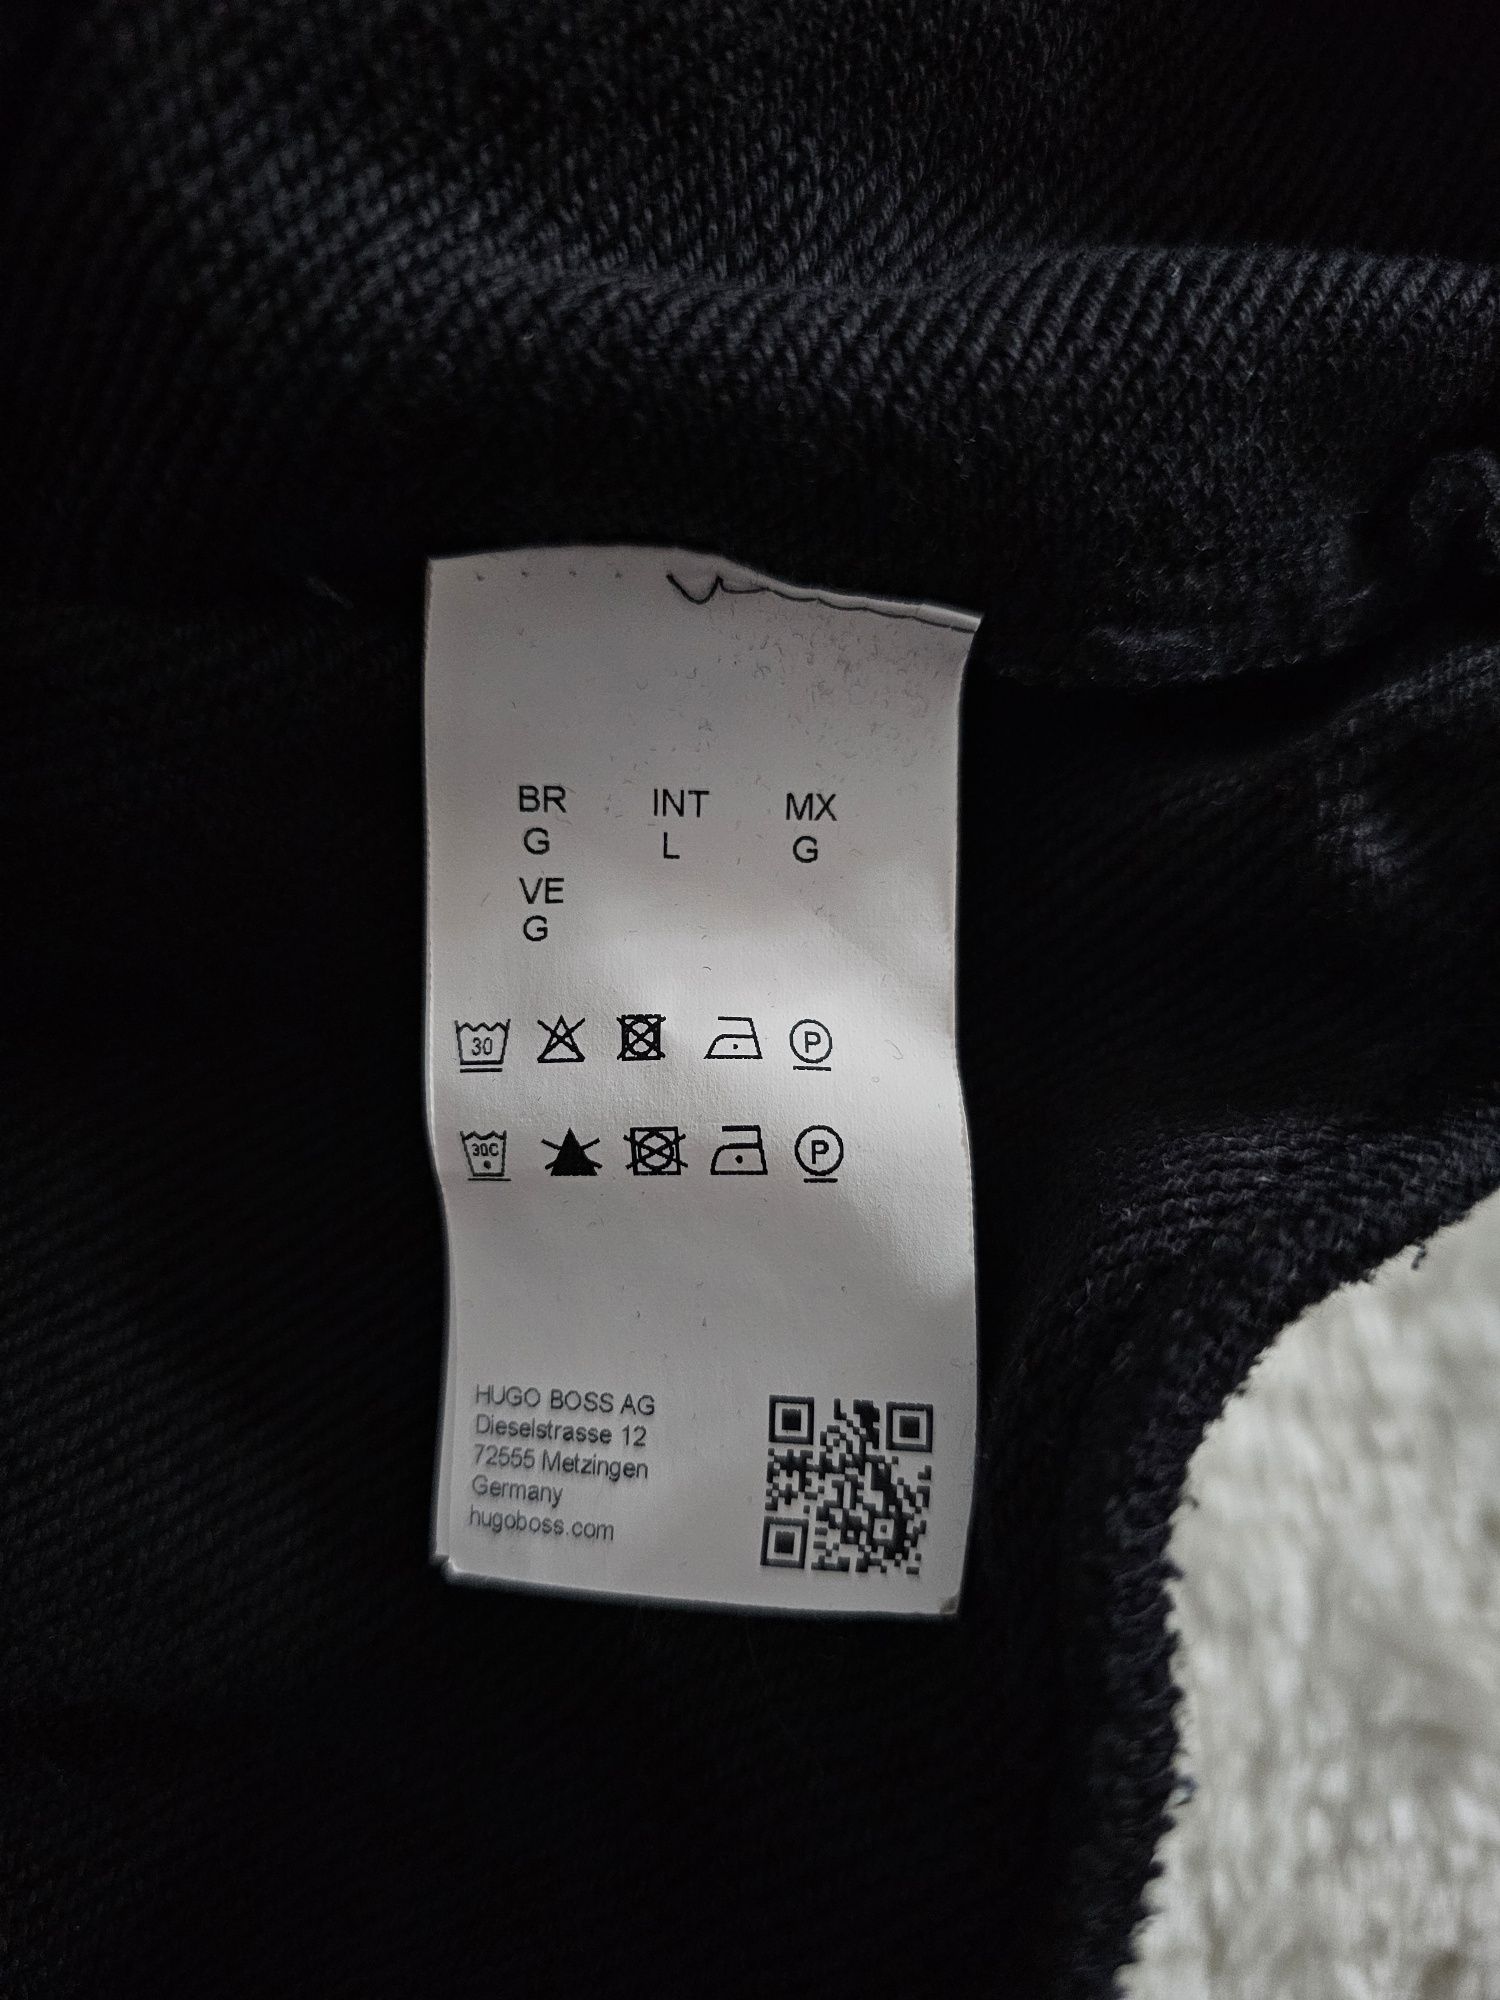 BR INT MX
G L G
VE
G
30 P
30C P
HUGO BOSS AG
Dieselstrasse 12
72555 Metzingen
Germany
hugoboss.com